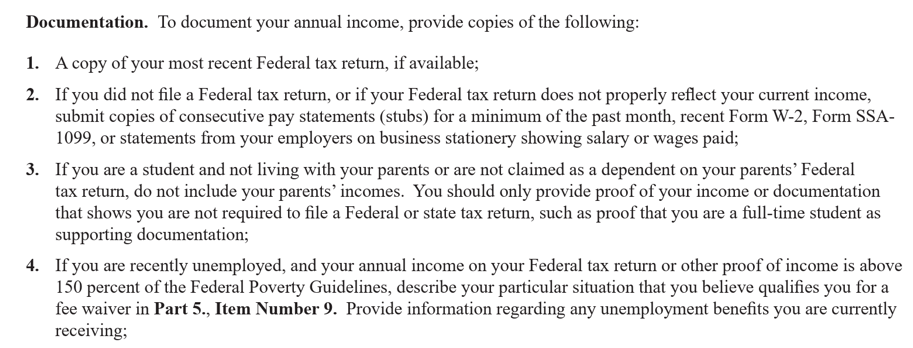 Documentation. To document your annual income, provide copies of the following:
1. A copy of your most recent Federal tax return, if available;
2. If you did not file a Federal tax return, or if your Federal tax return does not properly reflect your current income,
submit copies of consecutive pay statements (stubs) for a minimum of the past month, recent Form W-2, Form SSA-
1099, or statements from your employers on business stationery showing salary or wages paid;
3. If you are a student and not living with your parents or are not claimed as a dependent on your parents’ Federal
tax return, do not include your parents’ incomes. You should only provide proof of your income or documentation
that shows you are not required to file a Federal or state tax return, such as proof that you are a full-time student as
supporting documentation;
4. If you are recently unemployed, and your annual income on your Federal tax return or other proof of income is above
150 percent of the Federal Poverty Guidelines, describe your particular situation that you believe qualifies you for a
fee waiver in Part 5., Item Number 9. Provide information regarding any unemployment benefits you are currently
receiving;